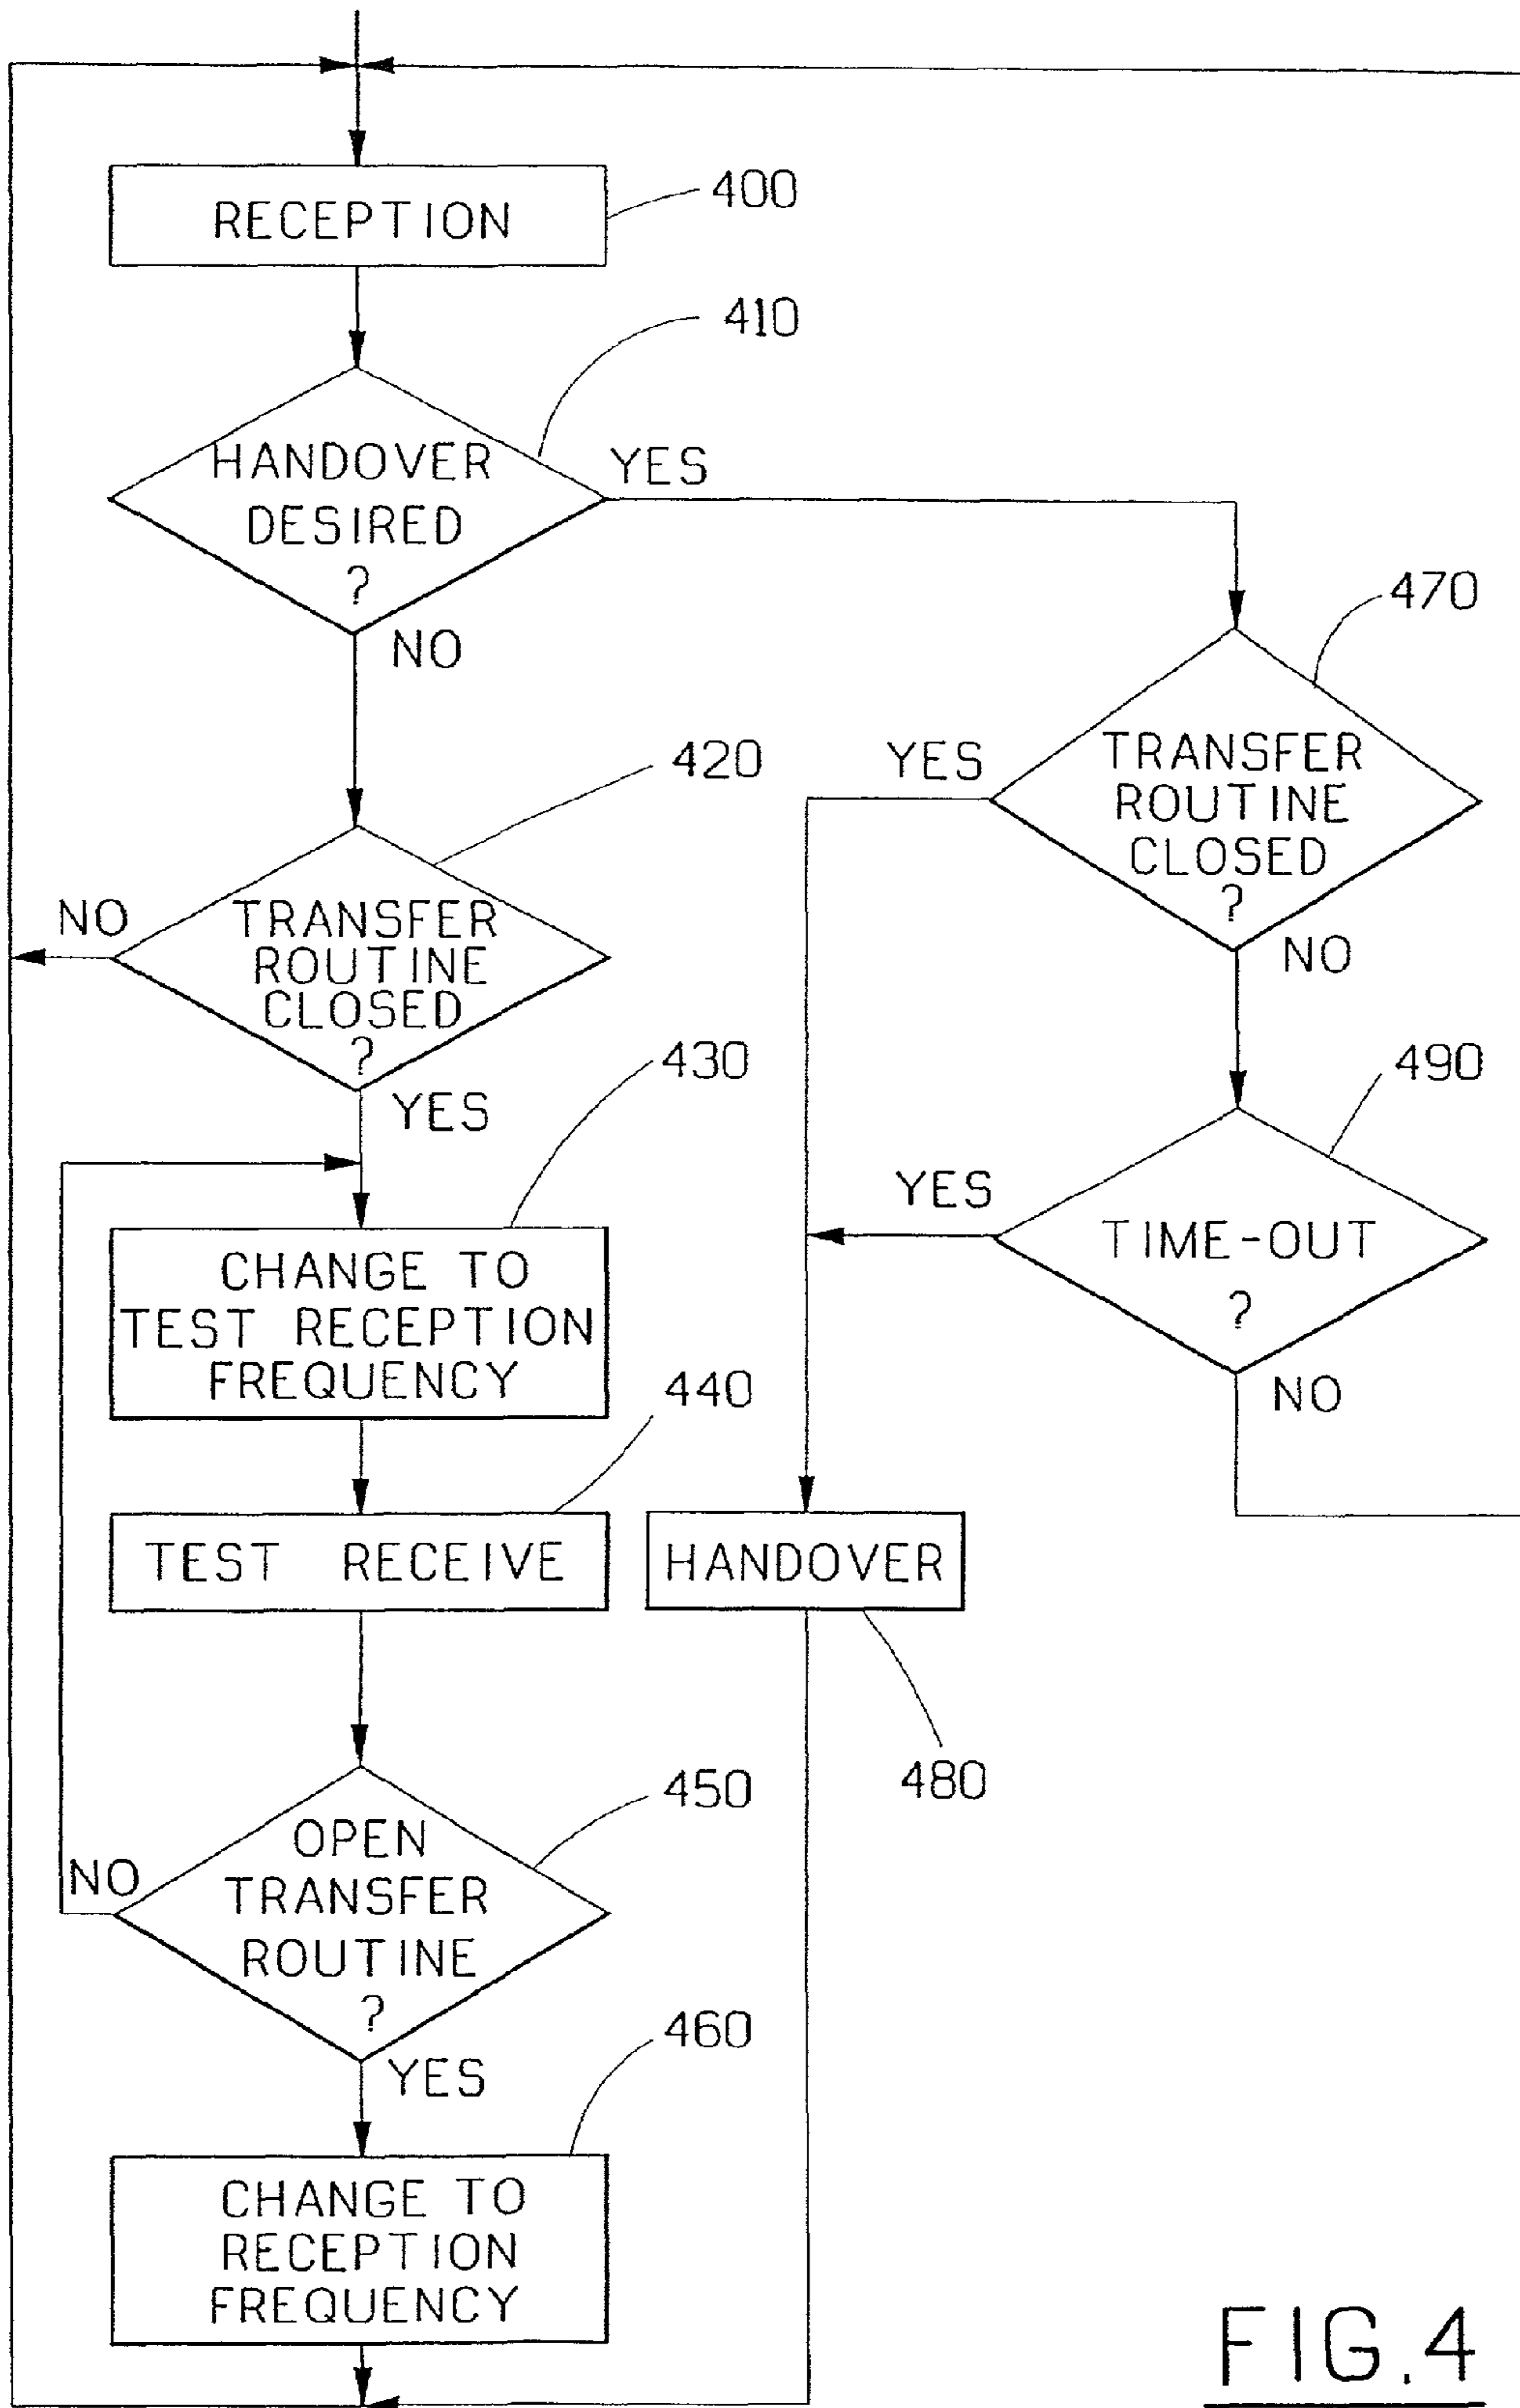 RECEPTION
400
HANDOVER
DESIRED
?
410
YES
NO
470
TRANSFER
ROUTINE
CLOSED
?
YES
NO
420
TRANSFER
ROUTINE
CLOSED
?
NO
YES
490
TIME-OUT
?
YES
NO
430
CHANGE TO
TEST RECEPTION
FREQUENCY
440
TEST RECEIVE
HANDOVER
480
450
OPEN
TRANSFER
ROUTINE
?
NO
YES
460
CHANGE TO
RECEPTION
FREQUENCY
FIG.4